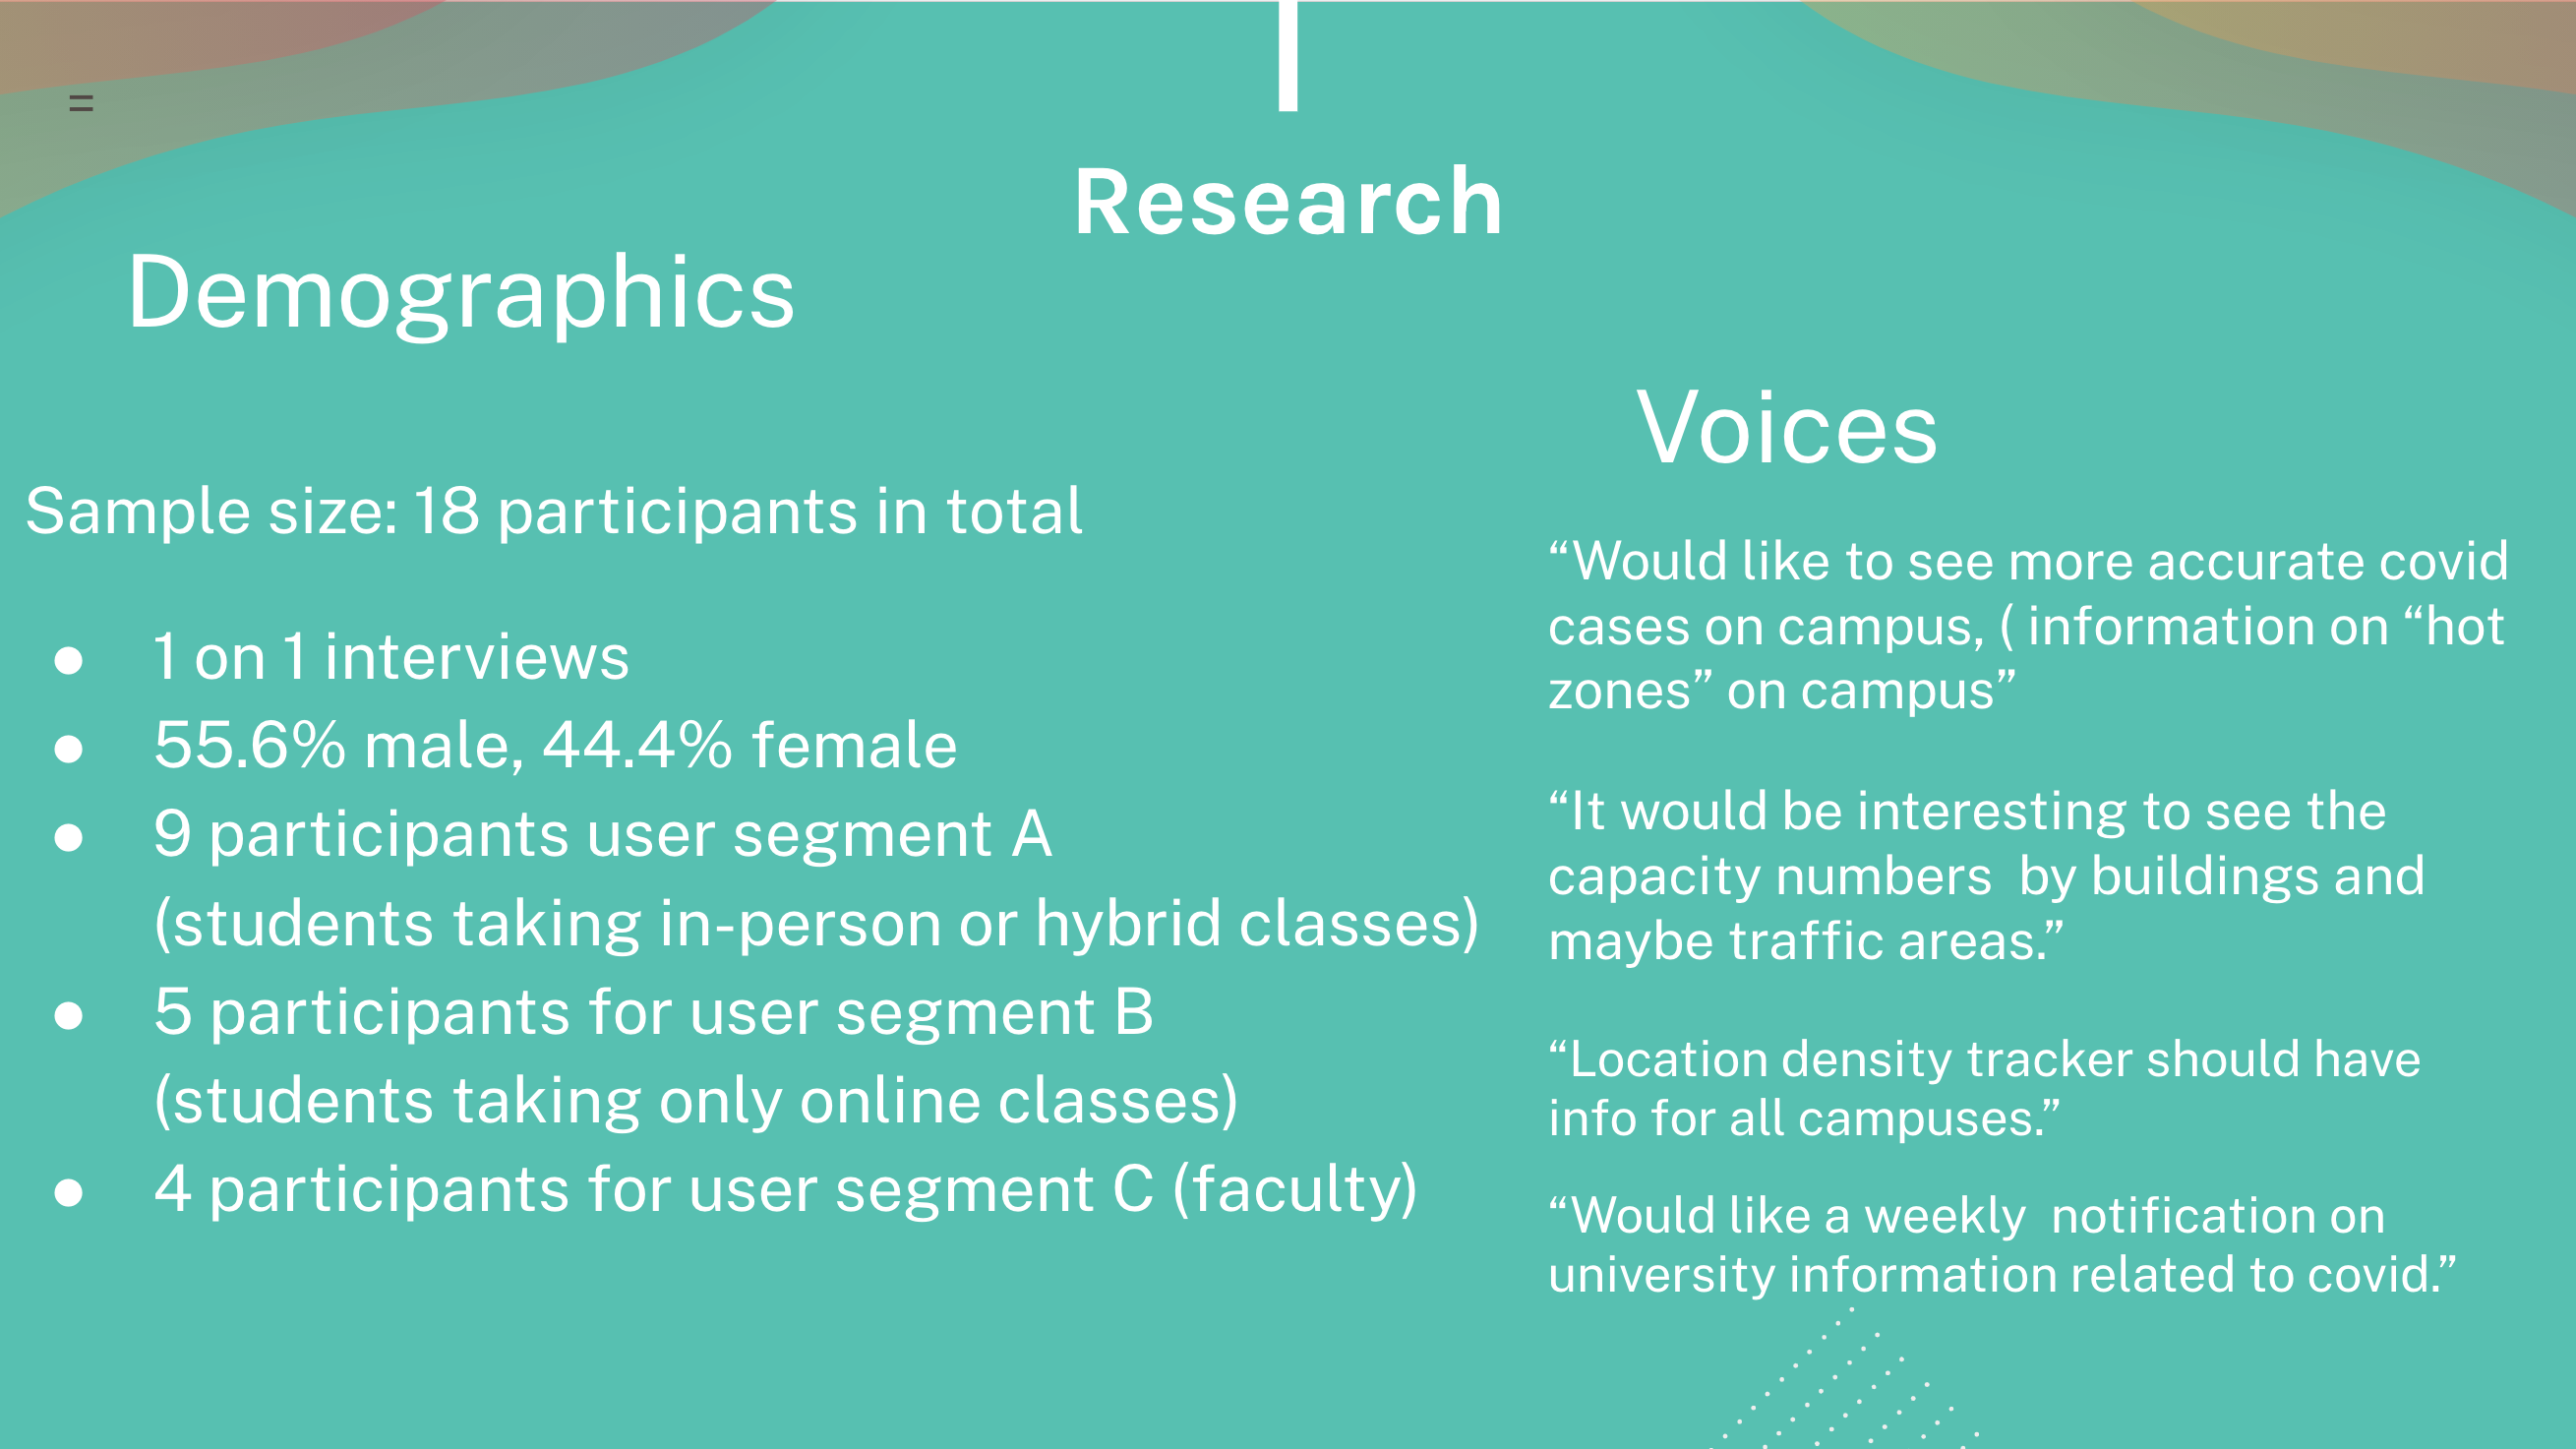 =
Research
Demographics
Sample size: 18 participants in total
● 1 on 1 interviews
● 55.6% male, 44.4% female
● 9 participants user segment A
(students taking in-person or hybrid classes)
● 5 participants for user segment B
(students taking only online classes)
● 4 participants for user segment C (faculty)
Voices
“Would like to see more accurate covid
cases on campus, ( information on “hot
zones” on campus”
“It would be interesting to see the
capacity numbers  by buildings and
maybe traffic areas.”
“Location density tracker should have
info for all campuses.”
“Would like a weekly  notification on
university information related to covid.”